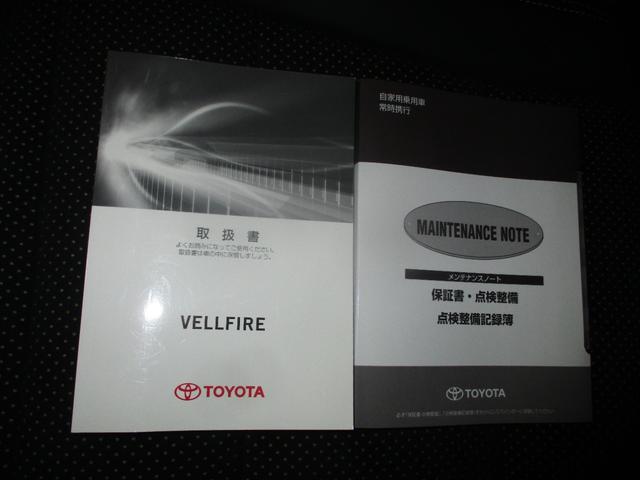 取扱書
よくお読みになってご使用ください。
取扱書は車の中に保管しましょう。
VELLFIRE
TOYOTA
自家用乗用車
常時携行
MAINTENANCE NOTE
メンテナンスノート
保証書・点検整備
点検整備記録簿
TOYOTA